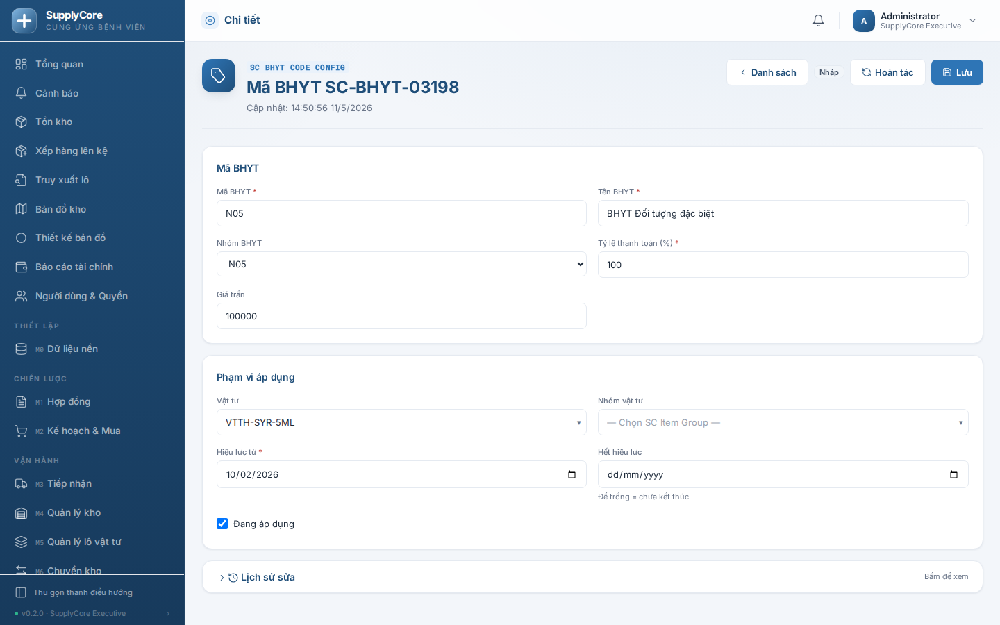 SupplyCore
CUNG ỨNG BỆNH VIỆN
Tổng quan
Cảnh báo
Tồn kho
Xếp hàng lên kệ
Truy xuất lô
Bản đồ kho
Thiết kế bản đồ
Báo cáo tài chính
Người dùng & Quyền
THIẾT LẬP
M0 Dữ liệu nền
CHIẾN LƯỢC
M1 Hợp đồng
M2 Kế hoạch & Mua
VẬN HÀNH
M3 Tiếp nhận
M4 Quản lý kho
M5 Quản lý lô vật tư
M6 Chuyển kho
Thu gọn thanh điều hướng
v0.2.0 · SupplyCore Executive
Chi tiết
A
Administrator
SupplyCore Executive
SC BHYT CODE CONFIG
Mã BHYT SC-BHYT-03198
Cập nhật: 14:50:56 11/5/2026
Danh sách
Nháp
Hoàn tác
Lưu
Mã BHYT
Mã BHYT *
Tên BHYT *
N05
BHYT Đối tượng đặc biệt
Nhóm BHYT
Tỷ lệ thanh toán (%) *
N05
100
Giá trần
100000
Phạm vi áp dụng
Vật tư
Nhóm vật tư
VTTH-SYR-5ML
— Chọn SC Item Group —
Hiệu lực từ *
Hết hiệu lực
10/02/2026
dd/mm/yyyy
Để trống = chưa kết thúc
Đang áp dụng
Lịch sử sửa
Bấm để xem